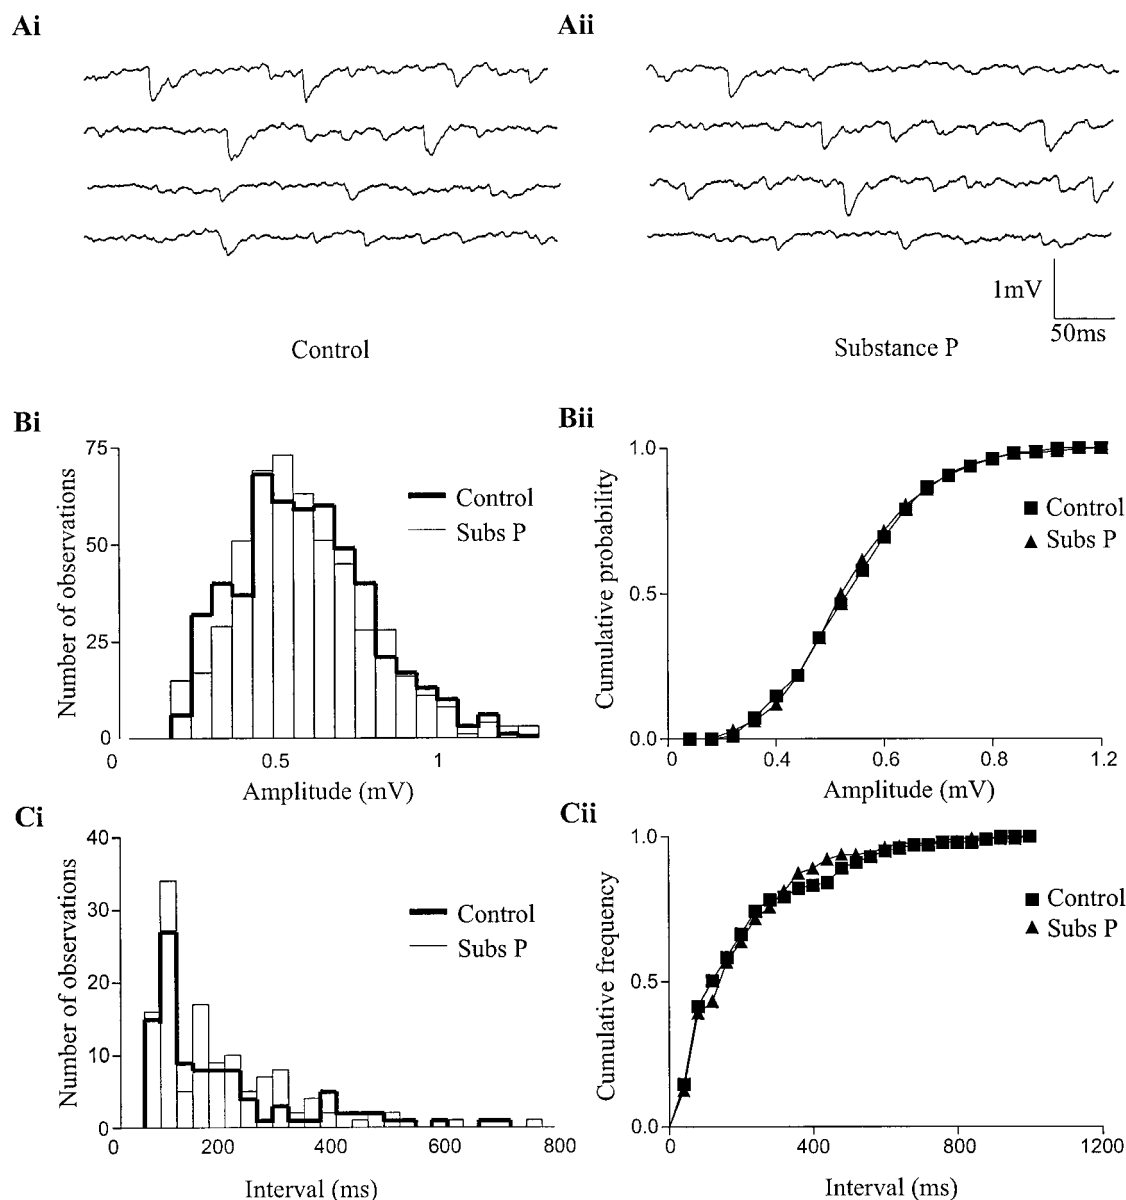 Ai
Aii
1mV
50ms
Control
Substance P
Bi
Bii
75
50
25
0
Number of observations
Control
Subs P
0
0.5
1
Amplitude (mV)
1.0
0.5
0.0
Cumulative probability
Control
Subs P
0
0.4
0.6
0.8
1.2
Amplitude (mV)
Ci
Cii
40
30
20
10
0
Number of observations
Control
Subs P
0
200
400
600
800
Interval (ms)
1.0
0.5
0.0
Cumulative frequency
Control
Subs P
0
400
800
1200
Interval (ms)